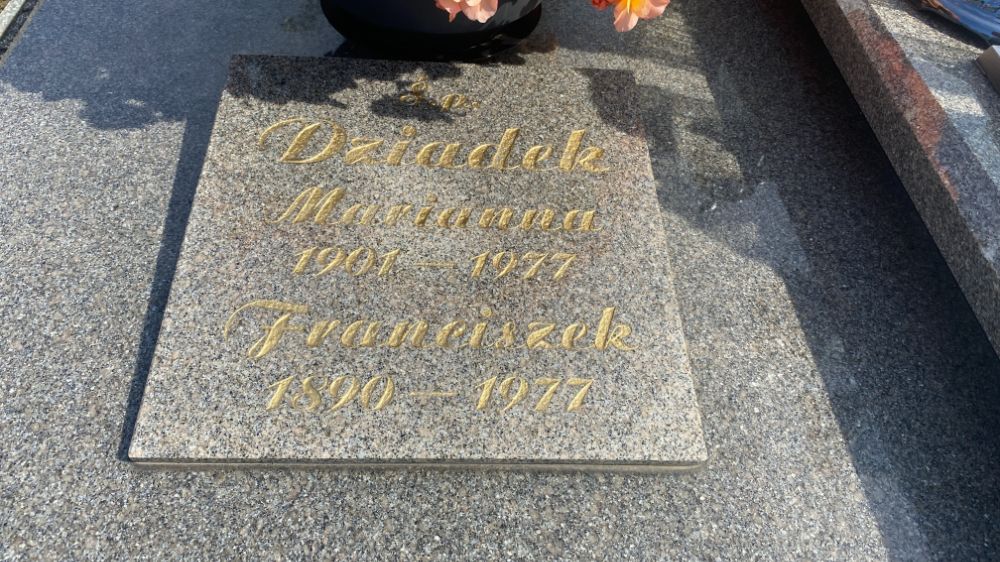 Ś.p.
Dziadek
Marianna
1901 — 1977
Franciszek
1890 — 1977